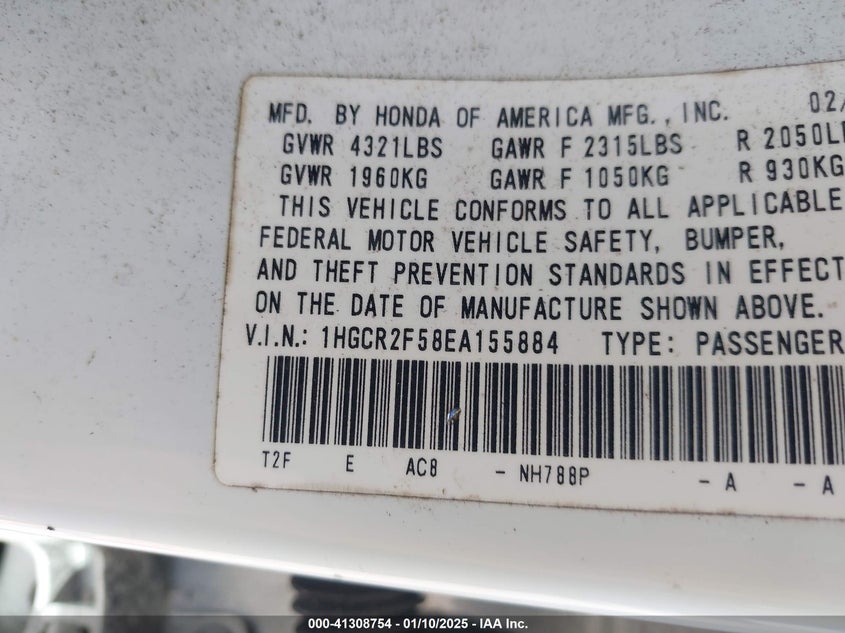 MFD. BY HONDA OF AMERICA MFG., INC. 02/
GVWR 4321LBS GAWR F 2315LBS R 2050LB
GVWR 1960KG GAWR F 1050KG R 930KG
THIS VEHICLE CONFORMS TO ALL APPLICABLE
FEDERAL MOTOR VEHICLE SAFETY, BUMPER,
AND THEFT PREVENTION STANDARDS IN EFFECT
ON THE DATE OF MANUFACTURE SHOWN ABOVE.
V.I.N.: 1HGCR2F58EA155884 TYPE: PASSENGER
T2F E AC8 - NH788P - A - A
000-41308754 - 01/10/2025 - IAA Inc.